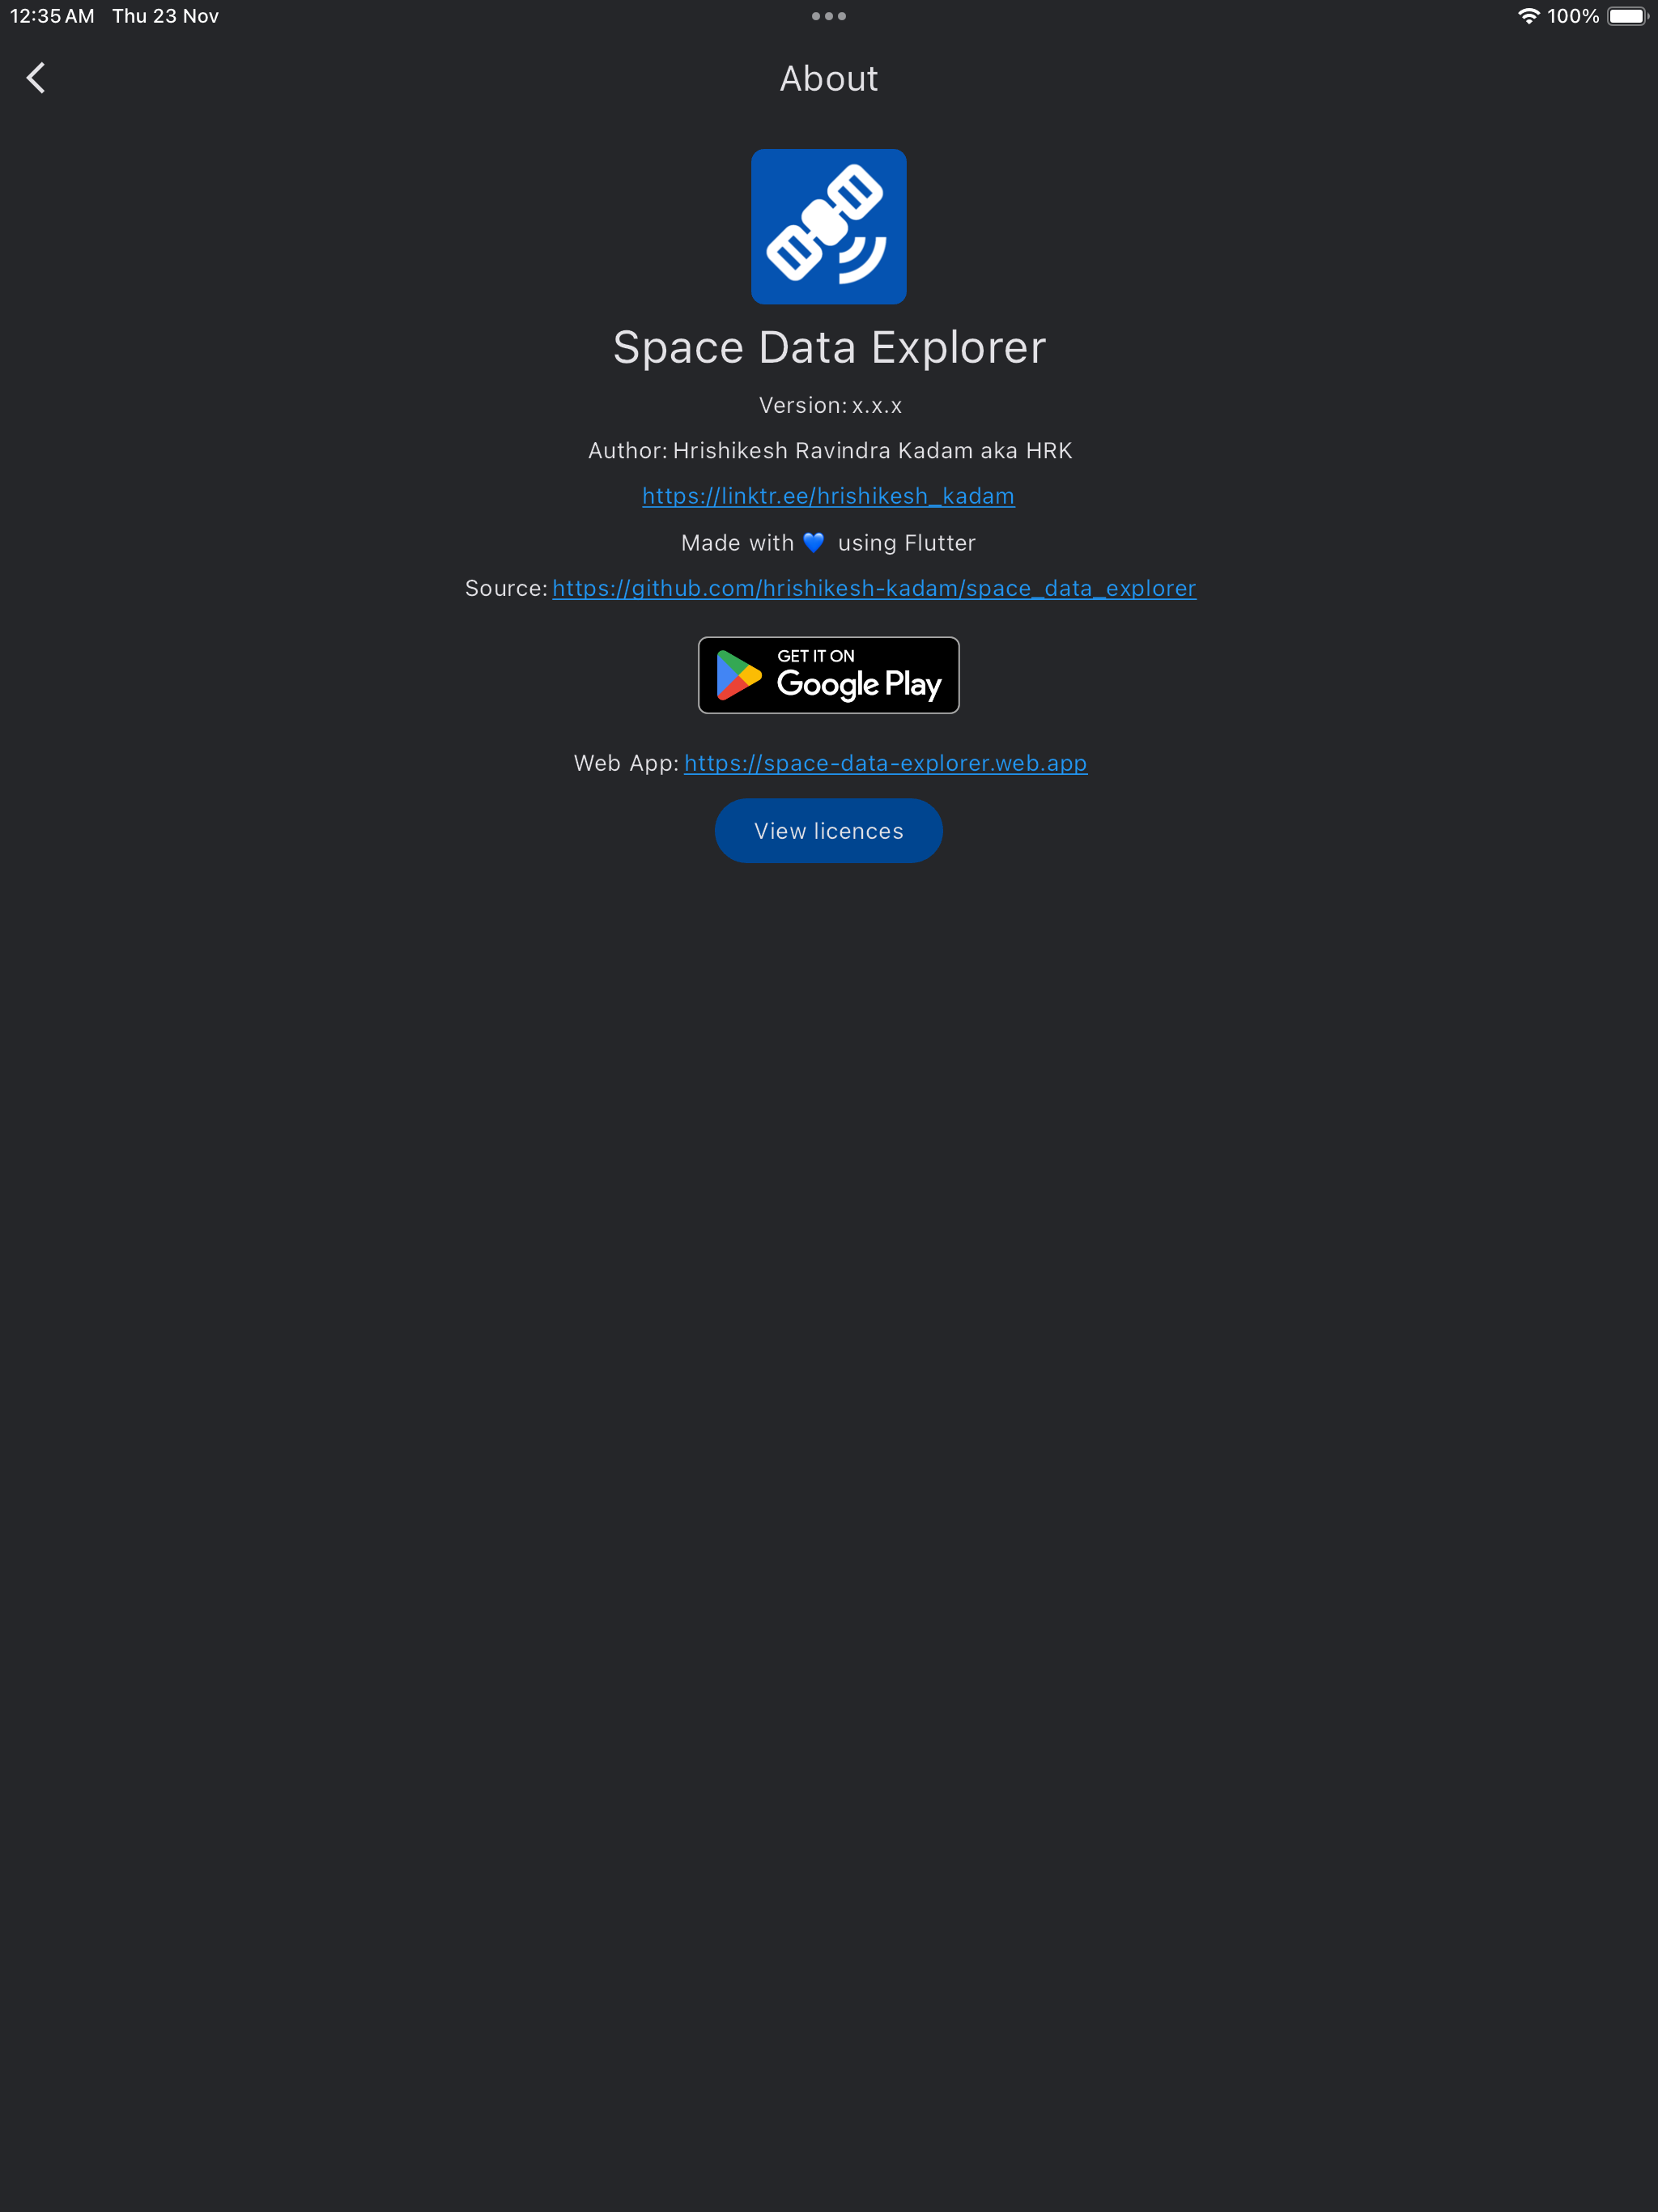 12:35 AM Thu 23 Nov 100%
About
Space Data Explorer
Version: x.x.x
Author: Hrishikesh Ravindra Kadam aka HRK
https://linktr.ee/hrishikesh_kadam
Made with 💙 using Flutter
Source: https://github.com/hrishikesh-kadam/space_data_explorer
GET IT ON
Google Play
Web App: https://space-data-explorer.web.app
View licences